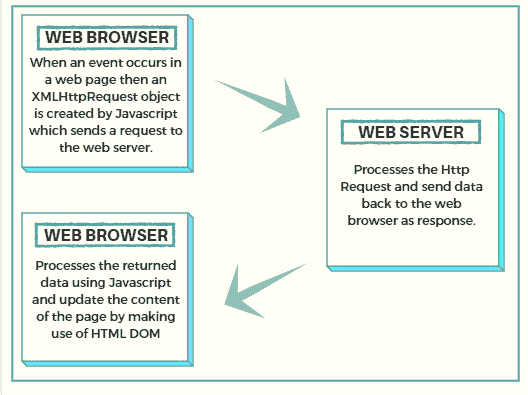 WEB BROWSER
When an event occurs in
a web page then an
XMLHttpRequest object
is created by Javascript
which sends a request to
the web server.
WEB SERVER
Processes the Http
Request and send data
back to the web
browser as response.
WEB BROWSER
Processes the returned
data using Javascript
and update the content
of the page by making
use of HTML DOM